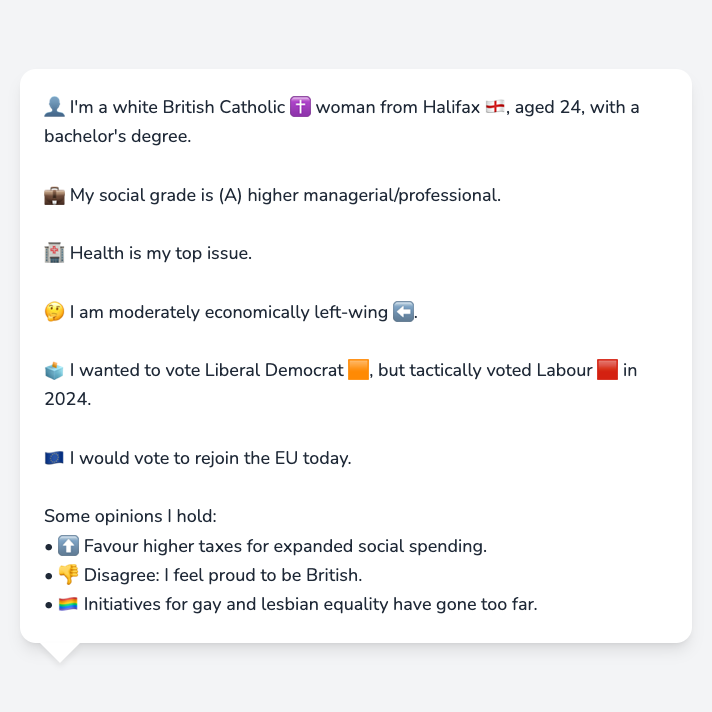 👤 I'm a white British Catholic ✝️ woman from Halifax 🏴󠁧󠁢󠁥󠁮󠁧󠁿, aged 24, with a
bachelor's degree.
💼 My social grade is (A) higher managerial/professional.
🏥 Health is my top issue.
🤔 I am moderately economically left-wing ⬅️.
🗳️ I wanted to vote Liberal Democrat 🟧, but tactically voted Labour 🟥 in
2024.
🇪🇺 I would vote to rejoin the EU today.
Some opinions I hold:
• ⬆️ Favour higher taxes for expanded social spending.
• 👎 Disagree: I feel proud to be British.
• 🏳️‍🌈 Initiatives for gay and lesbian equality have gone too far.